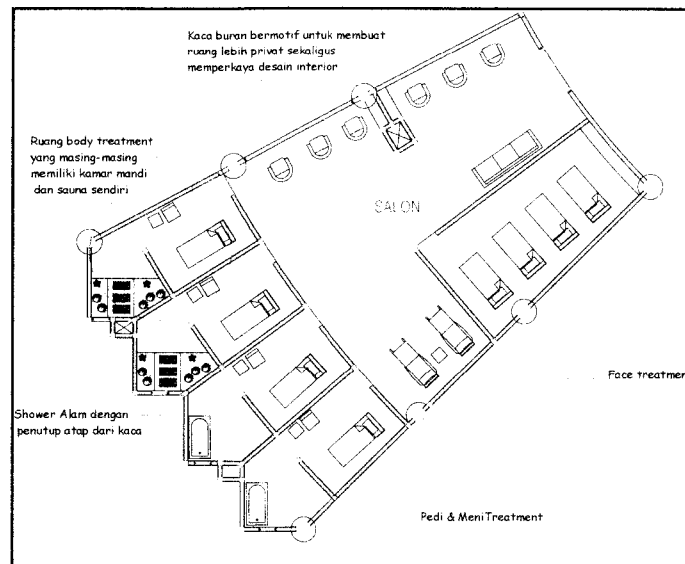 Kaca buran bermotif untuk membuat
ruang lebih privat sekaligus
memperkaya desain interior
Ruang body treatment
yang masing-masing
memiliki kamar mandi
dan sauna sendiri
SALON
Face treatmen
Shower Alam dengan
penutup atap dari kaca
Pedi & MeniTreatment